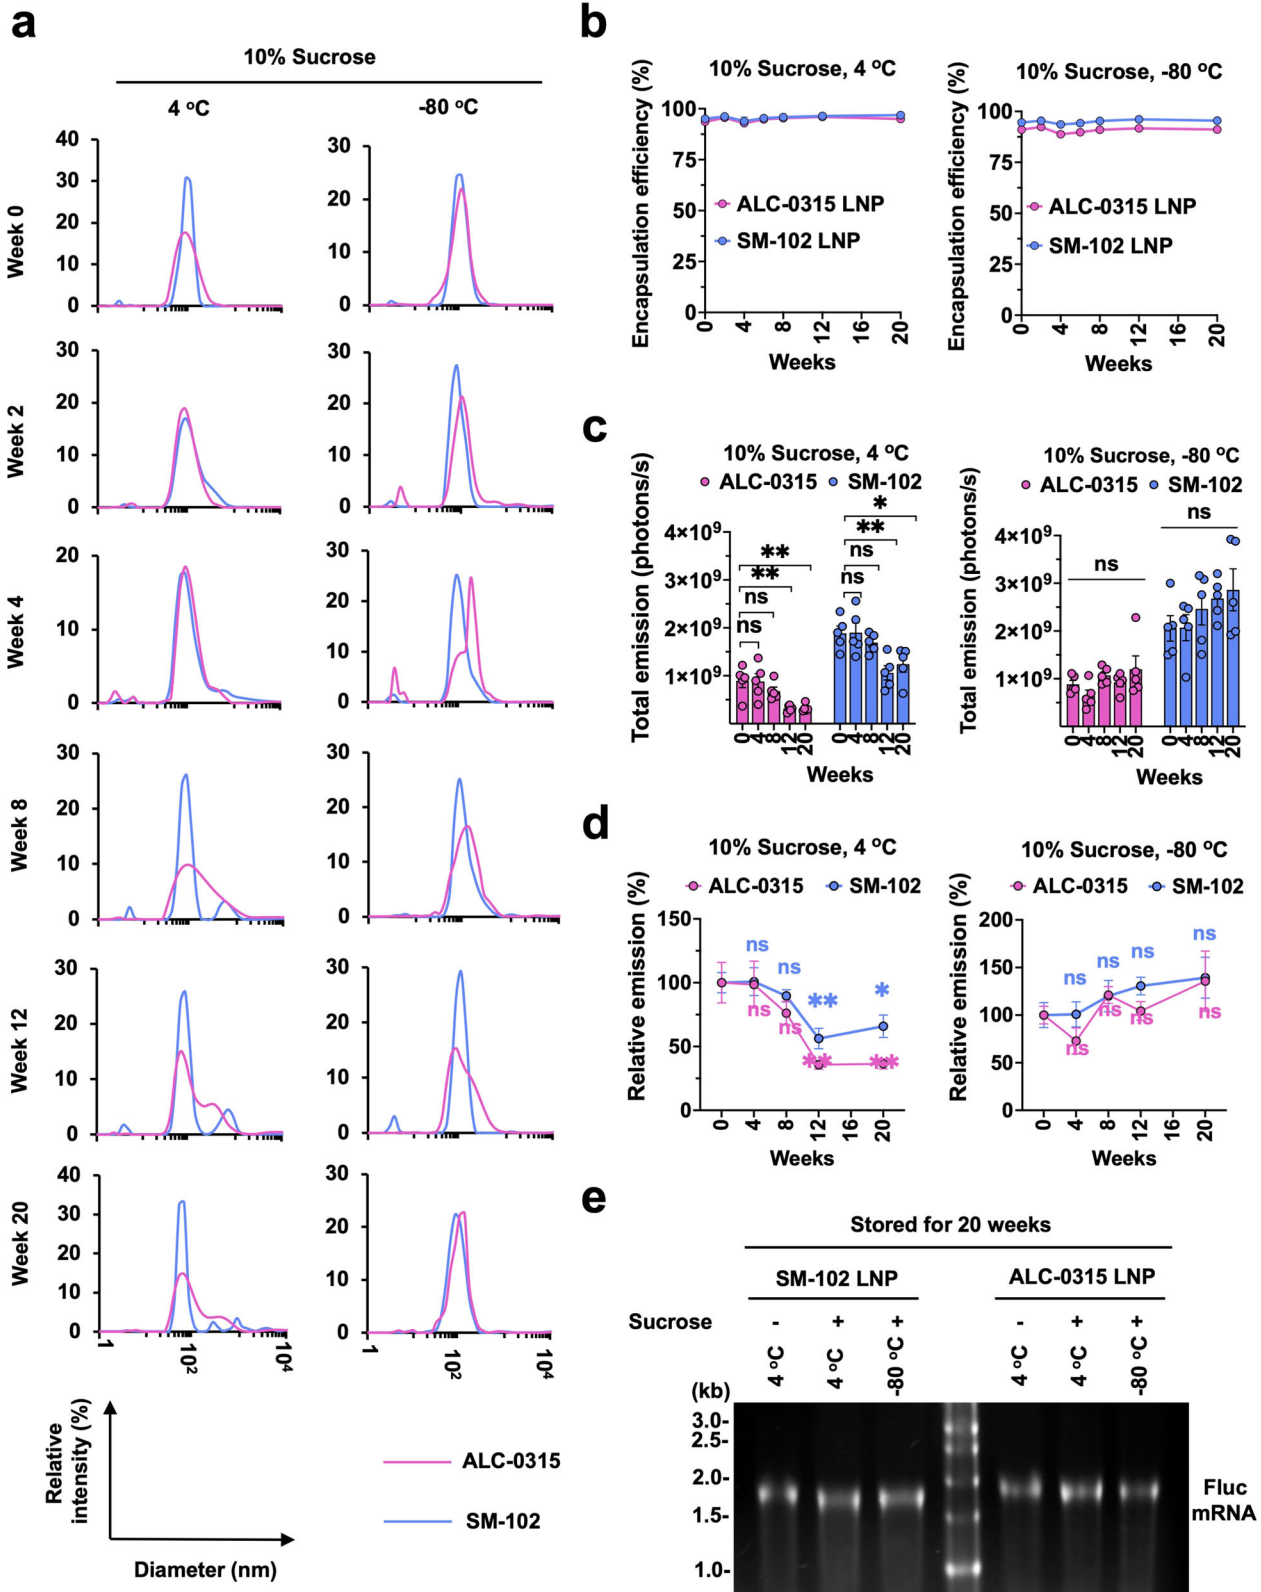 a
10% Sucrose
4 °C
-80 °C
Week 0
40
30
20
10
0
30
20
10
0
Week 2
30
20
10
0
30
20
10
0
Week 4
20
10
0
30
20
10
0
Week 8
30
20
10
0
30
20
10
0
Week 12
30
20
10
0
30
20
10
0
Week 20
40
30
20
10
0
30
20
10
0
1
10²
10⁴
1
10²
10⁴
Relative
intensity (%)
Diameter (nm)
ALC-0315
SM-102
b
10% Sucrose, 4 °C
Encapsulation efficiency (%)
100
75
50
25
0
ALC-0315 LNP
SM-102 LNP
0
4
8
12
16
20
Weeks
10% Sucrose, -80 °C
Encapsulation efficiency (%)
100
75
50
25
0
ALC-0315 LNP
SM-102 LNP
0
4
8
12
16
20
Weeks
c
10% Sucrose, 4 °C
ALC-0315
SM-102
Total emission (photons/s)
4×10⁹
3×10⁹
2×10⁹
1×10⁹
**
**
ns
ns
*
**
ns
ns
0
4
8
12
20
0
4
8
12
20
Weeks
10% Sucrose, -80 °C
ALC-0315
SM-102
Total emission (photons/s)
4×10⁹
3×10⁹
2×10⁹
1×10⁹
ns
ns
0
4
8
12
20
0
4
8
12
20
Weeks
d
10% Sucrose, 4 °C
ALC-0315
SM-102
Relative emission (%)
150
100
50
0
ns
ns
**
*
ns
ns
**
**
0
4
8
12
16
20
Weeks
10% Sucrose, -80 °C
ALC-0315
SM-102
Relative emission (%)
200
150
100
50
0
ns
ns
ns
ns
ns
ns
ns
ns
0
4
8
12
16
20
Weeks
e
Stored for 20 weeks
SM-102 LNP
ALC-0315 LNP
Sucrose
-
+
+
-
+
+
4 °C
4 °C
-80 °C
4 °C
4 °C
-80 °C
(kb)
3.0-
2.5-
2.0-
1.5-
1.0-
Fluc
mRNA